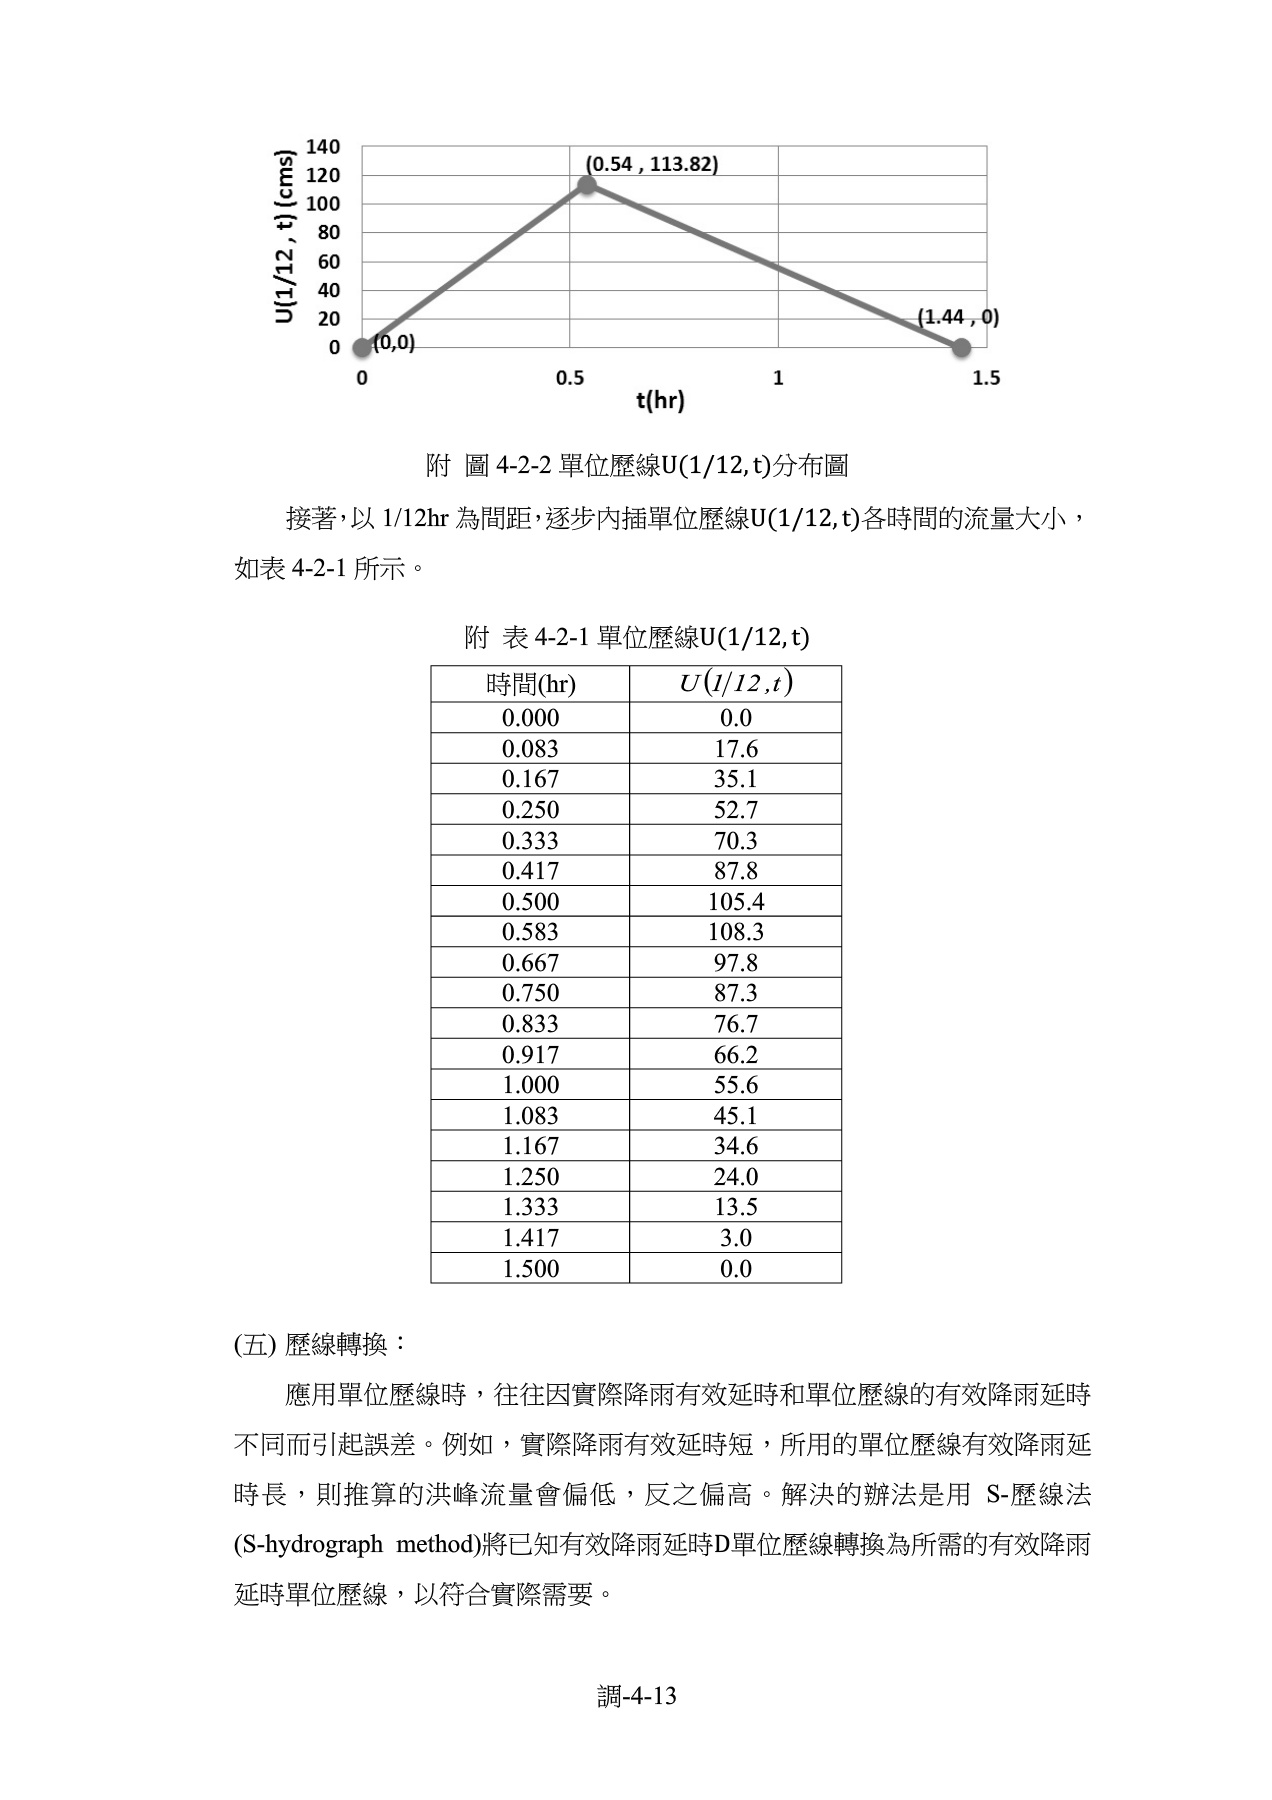 140
120
100
80
60
40
20
0
U(1/12 , t) (cms)
(0.54 , 113.82)
(1.44 , 0)
(0,0)
0 0.5 1 1.5
t(hr)
附 圖 4-2-2 單位歷線U(1/12, t)分布圖
接著，以 1/12hr 為間距，逐步內插單位歷線U(1/12, t)各時間的流量大小，
如表 4-2-1 所示。
附 表 4-2-1 單位歷線U(1/12, t)
時間(hr) U(1/12 ,t)
0.000 0.0
0.083 17.6
0.167 35.1
0.250 52.7
0.333 70.3
0.417 87.8
0.500 105.4
0.583 108.3
0.667 97.8
0.750 87.3
0.833 76.7
0.917 66.2
1.000 55.6
1.083 45.1
1.167 34.6
1.250 24.0
1.333 13.5
1.417 3.0
1.500 0.0
(五) 歷線轉換：
應用單位歷線時，往往因實際降雨有效延時和單位歷線的有效降雨延時
不同而引起誤差。例如，實際降雨有效延時短，所用的單位歷線有效降雨延
時長，則推算的洪峰流量會偏低，反之偏高。解決的辦法是用 S-歷線法
(S-hydrograph method)將已知有效降雨延時D單位歷線轉換為所需的有效降雨
延時單位歷線，以符合實際需要。
調-4-13